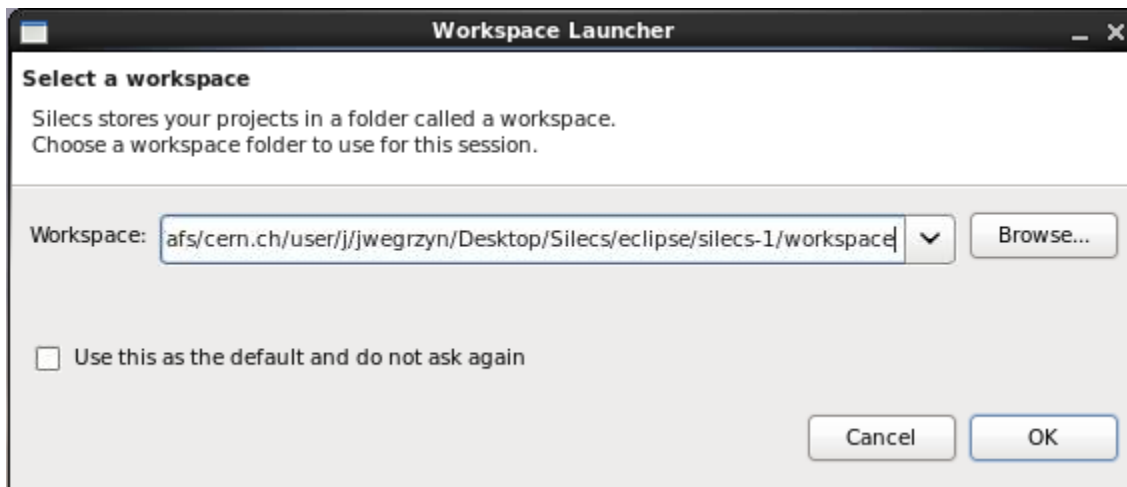 Workspace Launcher
Select a workspace
Silecs stores your projects in a folder called a workspace.
Choose a workspace folder to use for this session.
Workspace: afs/cern.ch/user/j/jwegrzyn/Desktop/Silecs/eclipse/silecs-1/workspace Browse...
Use this as the default and do not ask again
Cancel OK